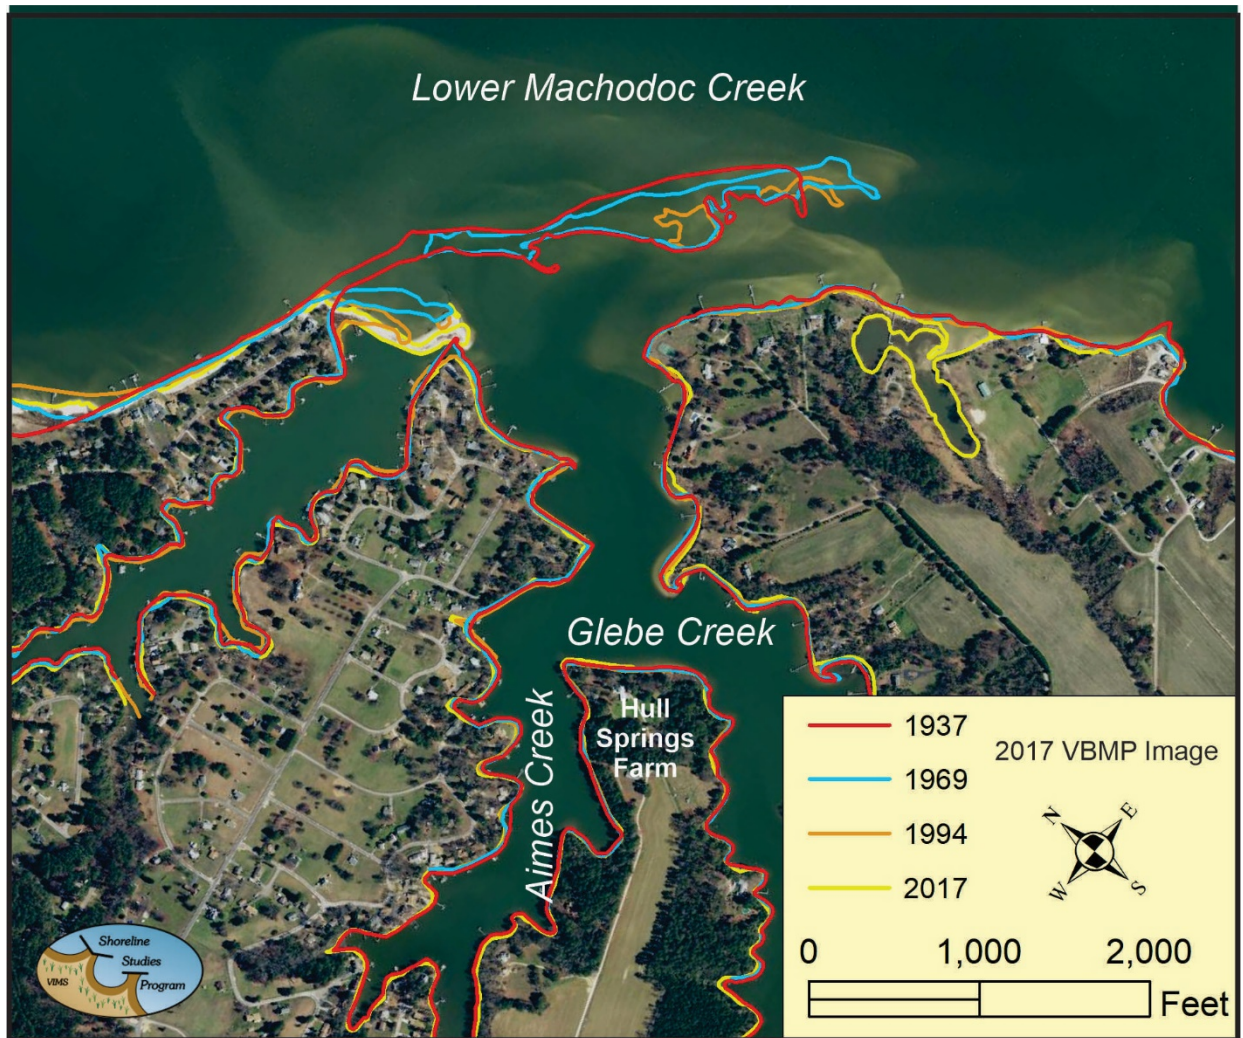 Lower Machodoc Creek
Glebe Creek
Aimes Creek
Hull
Springs
Farm
1937
1969
1994
2017
2017 VBMP Image
N
E
W
S
0
1,000
2,000
Feet
Shoreline
Studies
Program
VIMS